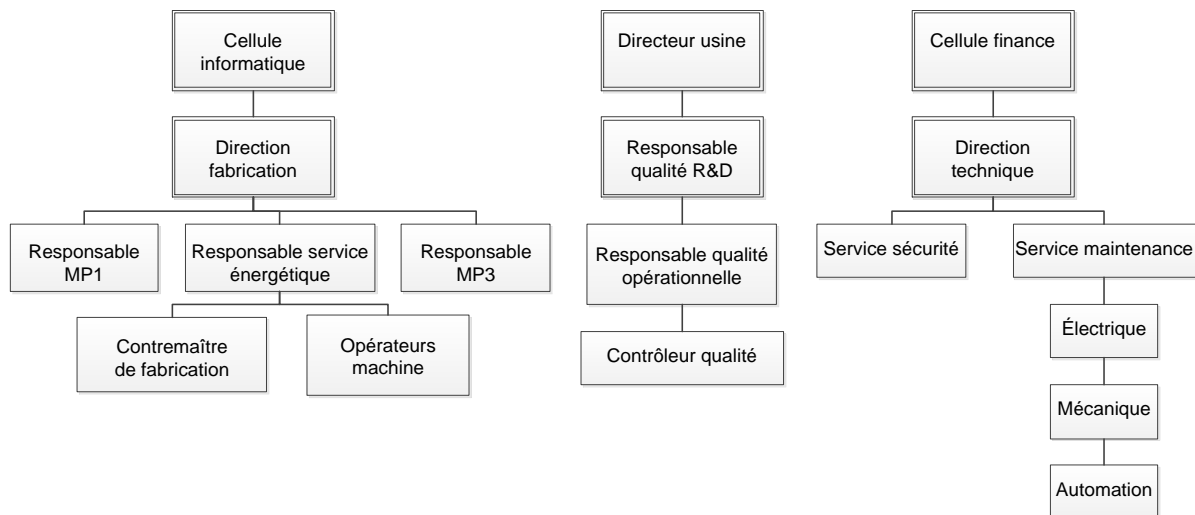 Cellule
informatique
Directeur usine
Cellule finance
Direction
fabrication
Responsable
qualité R&D
Direction
technique
Responsable
MP1
Responsable service
énergétique
Responsable
MP3
Responsable qualité
opérationnelle
Service sécurité
Service maintenance
Contremaître
de fabrication
Opérateurs
machine
Contrôleur qualité
Électrique
Mécanique
Automation